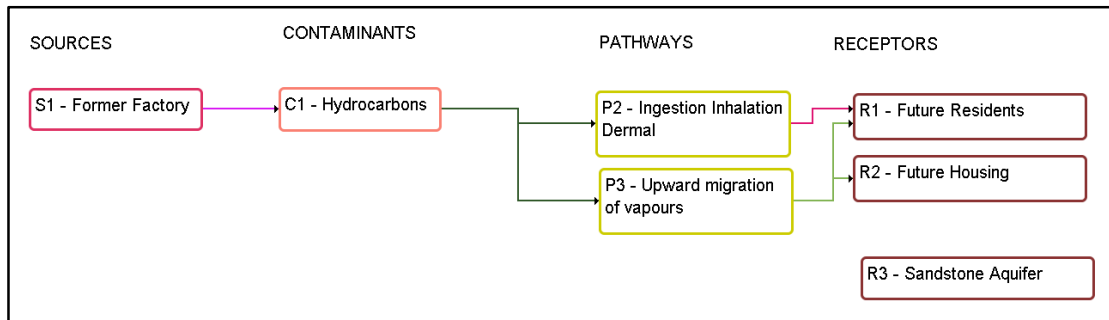 SOURCES
CONTAMINANTS
PATHWAYS
RECEPTORS
S1 - Former Factory
C1 - Hydrocarbons
P2 - Ingestion Inhalation
Dermal
R1 - Future Residents
P3 - Upward migration
of vapours
R2 - Future Housing
R3 - Sandstone Aquifer